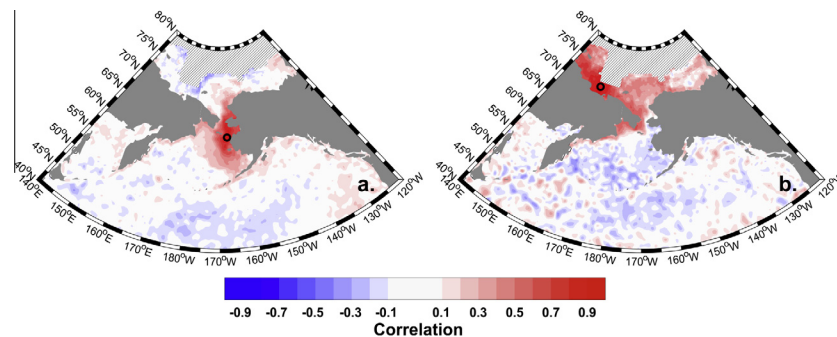 80°N
75°N
70°N
65°N
60°N
55°N
50°N
45°N
40°N
140°E
150°E
160°E
170°E
180°W
170°W
160°W
150°W
140°W
130°W
120°W
a.
80°N
75°N
70°N
65°N
60°N
55°N
50°N
45°N
40°N
140°E
150°E
160°E
170°E
180°W
170°W
160°W
150°W
140°W
130°W
120°W
b.
-0.9 -0.7 -0.5 -0.3 -0.1 0.1 0.3 0.5 0.7 0.9
Correlation